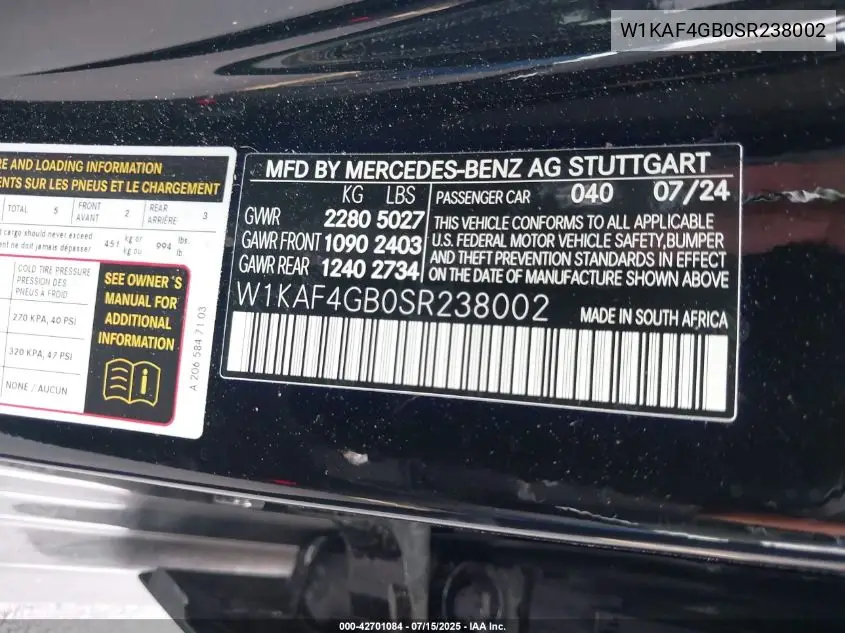 W1KAF4GB0SR238002
RE AND LOADING INFORMATION
ENTS SUR LES PNEUS ET LE CHARGEMENT
TOTAL 5 FRONT AVANT 2 REAR ARRIÈRE 3
cargo should never exceed
ent ne doit jamais dépasser 451 kg or kg ou 994 lbs. lb
COLD TIRE PRESSURE
PRESSION DES
PNEUS À FROID
270 KPA, 40 PSI
320 KPA, 47 PSI
NONE / AUCUN
SEE OWNER'S
MANUAL FOR
ADDITIONAL
INFORMATION
A 206 584 71 03
MFD BY MERCEDES-BENZ AG STUTTGART
KG LBS
GVWR 2280 5027
GAWR FRONT 1090 2403
GAWR REAR 1240 2734
PASSENGER CAR 040 07/24
THIS VEHICLE CONFORMS TO ALL APPLICABLE
U.S. FEDERAL MOTOR VEHICLE SAFETY,BUMPER
AND THEFT PREVENTION STANDARDS IN EFFECT
ON THE DATE OF MANUFACTURE SHOWN ABOVE
W1KAF4GB0SR238002 MADE IN SOUTH AFRICA
000-42701084 - 07/15/2025 - IAA Inc.